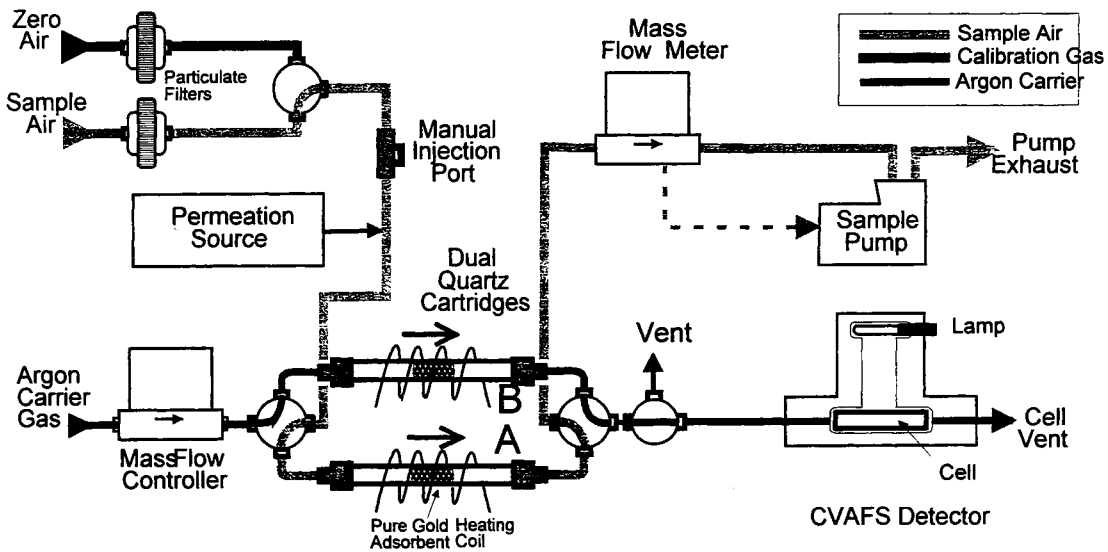 Zero
Air
Particulate
Filters
Sample
Air
Manual
Injection
Port
Permeation
Source
Mass
Flow Meter
Sample Air
Calibration Gas
Argon Carrier
Pump
Exhaust
Sample
Pump
Dual
Quartz
Cartridges
B
A
Argon
Carrier
Gas
Mass Flow
Controller
Pure Gold
Adsorbent
Heating
Coil
Vent
Lamp
Cell
Vent
Cell
CVAFS Detector